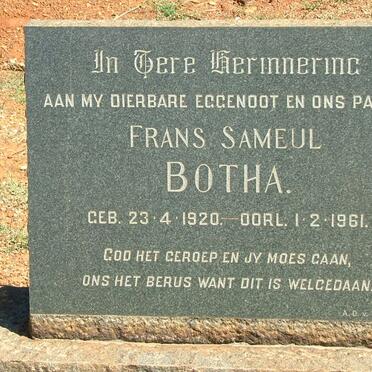 In Tere Herinnering
AAN MY DIERBARE EGGENOOT EN ONS PA
FRANS SAMEUL
BOTHA.
GEB. 23·4·1920.—OORL. 1·2·1961.
GOD HET GEROEP EN JY MOES GAAN,
ONS HET BERUS WANT DIT IS WELGEDAAN.
A.D. v.